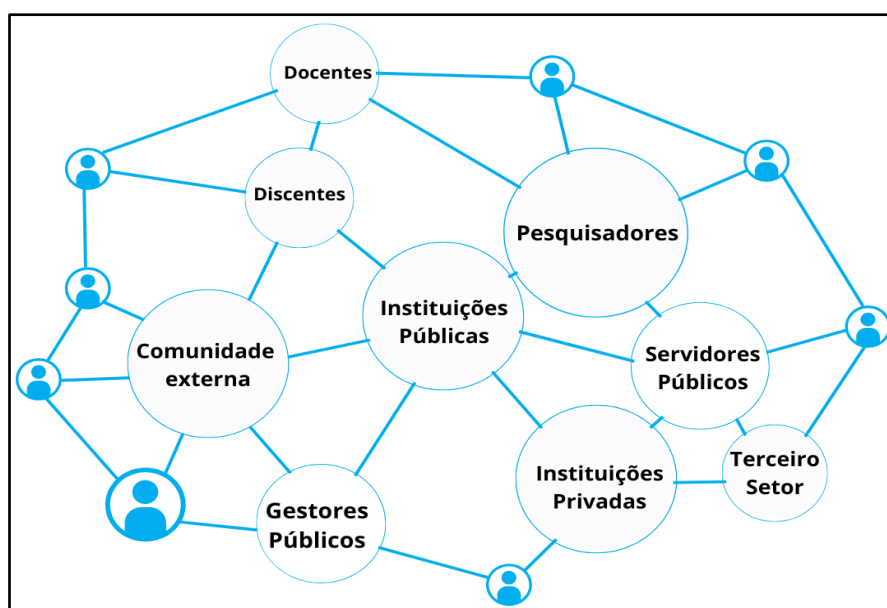 Docentes
Discentes
Pesquisadores
Instituições
Públicas
Comunidade
externa
Servidores
Públicos
Instituições
Privadas
Terceiro
Setor
Gestores
Públicos